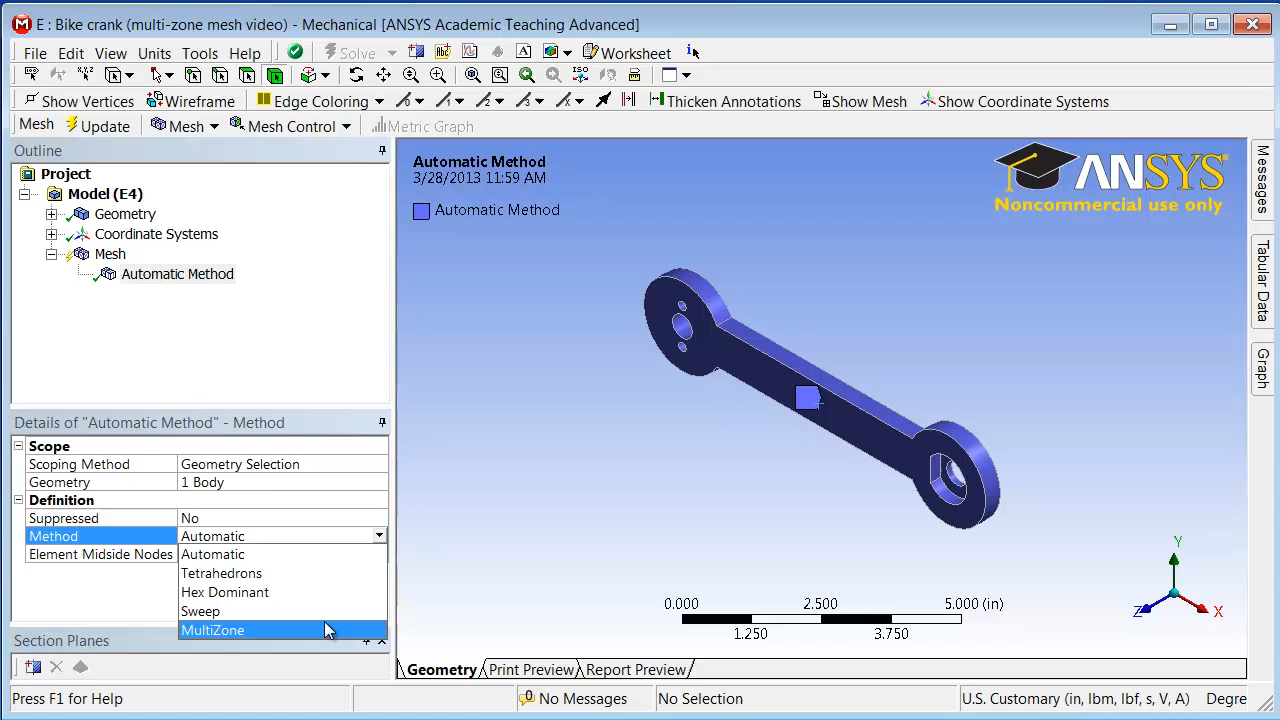 E : Bike crank (multi-zone mesh video) - Mechanical [ANSYS Academic Teaching Advanced]
File Edit View Units Tools Help Solve Worksheet
Show Vertices Wireframe Edge Coloring Thicken Annotations Show Mesh Show Coordinate Systems
Mesh Update Mesh Mesh Control Metric Graph
Outline
Project
Model (E4)
Geometry
Coordinate Systems
Mesh
Automatic Method
Details of "Automatic Method" - Method
Scope
Scoping Method Geometry Selection
Geometry 1 Body
Definition
Suppressed No
Method Automatic
Element Midside Nodes
Automatic
Tetrahedrons
Hex Dominant
Sweep
MultiZone
Section Planes
Automatic Method
3/28/2013 11:59 AM
Automatic Method
ANSYS
Noncommercial use only
0.000 2.500 5.000 (in)
1.250 3.750
Y
Z X
Geometry Print Preview Report Preview
Messages
Tabular Data
Graph
Press F1 for Help No Messages No Selection U.S. Customary (in, lbm, lbf, s, V, A) Degre